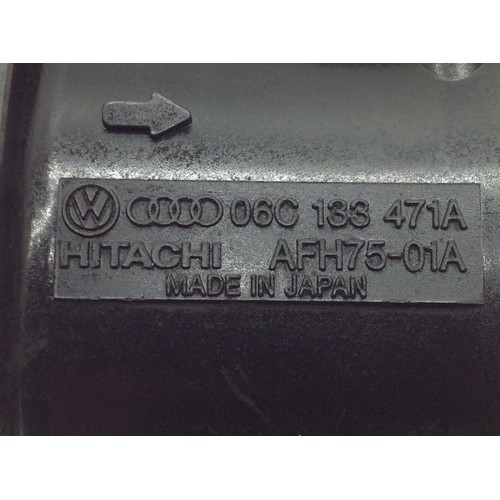 06C 133 471A
HITACHI AFH75-01A
MADE IN JAPAN